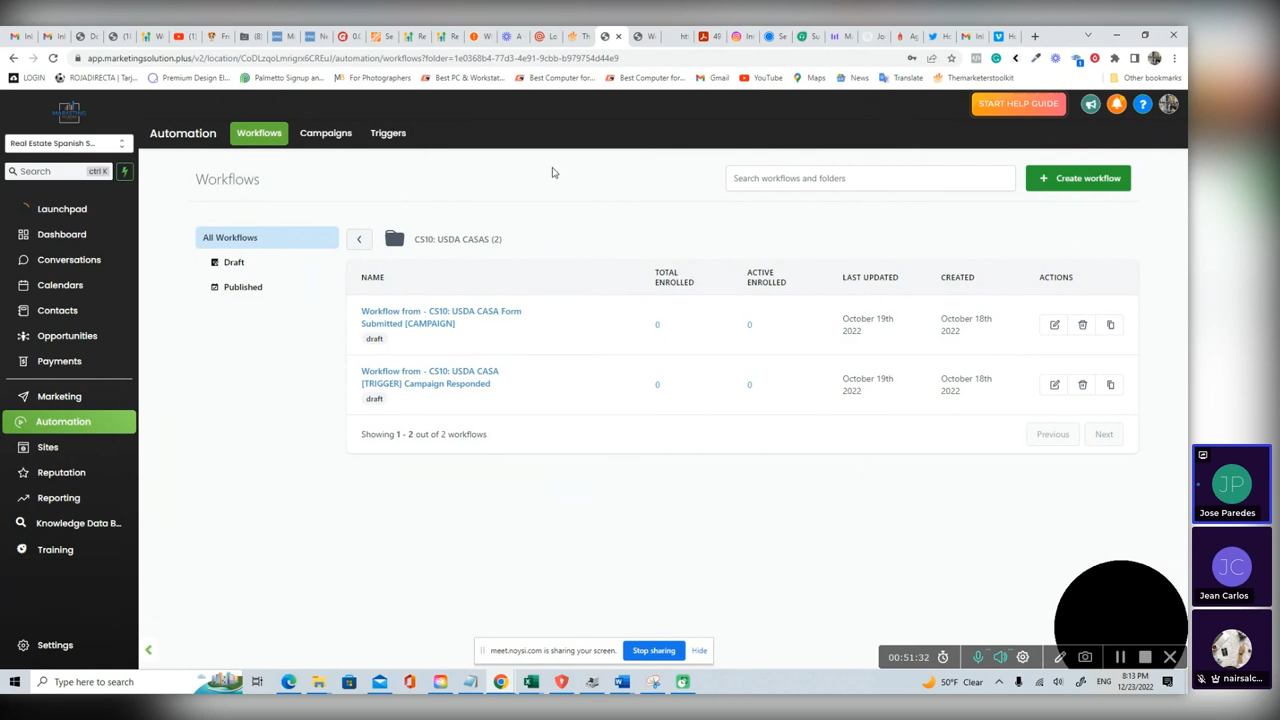 app.marketingsolution.plus/v2/location/CoDLzqoLmrigrx6CREuJ/automation/workflows?folder=1e0368b4-77d3-4e91-9cbb-b975504d44e9
LOGIN
ROJADIRECTA | Tarj...
Premium Design El...
Palmetto Signup an...
For Photographers
Best PC & Workstat...
Best Computer for...
Best Computer for...
Gmail
YouTube
Maps
News
Translate
Themarketerstoolkit
Other bookmarks
START HELP GUIDE
Automation
Workflows
Campaigns
Triggers
Real Estate Spanish S...
Search
ctrl K
Launchpad
Dashboard
Conversations
Calendars
Contacts
Opportunities
Payments
Marketing
Automation
Sites
Reputation
Reporting
Knowledge Data B...
Training
Settings
Workflows
Search workflows and folders
+ Create workflow
All Workflows
Draft
Published
CS10: USDA CASAS (2)
NAME
TOTAL ENROLLED
ACTIVE ENROLLED
LAST UPDATED
CREATED
ACTIONS
Workflow from - CS10: USDA CASA Form
Submitted [CAMPAIGN]
draft
0
0
October 19th
2022
October 18th
2022
Workflow from - CS10: USDA CASA
[TRIGGER] Campaign Responded
draft
0
0
October 19th
2022
October 18th
2022
Showing 1 - 2 out of 2 workflows
Previous
Next
JP
Jose Paredes
JC
Jean Carlos
nairsalc...
meet.noysi.com is sharing your screen.
Stop sharing
Hide
00:51:32
Type here to search
50°F Clear
ENG
8:13 PM
12/23/2022